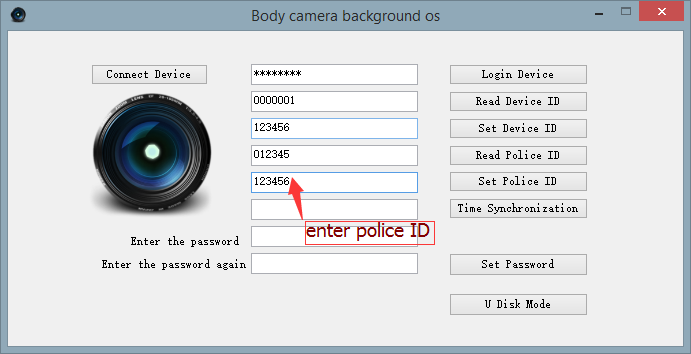 Body camera background os
Connect Device
********
Login Device
0000001
Read Device ID
123456
Set Device ID
012345
Read Police ID
123456
Set Police ID
Time Synchronization
enter police ID
Enter the password
Enter the password again
Set Password
U Disk Mode